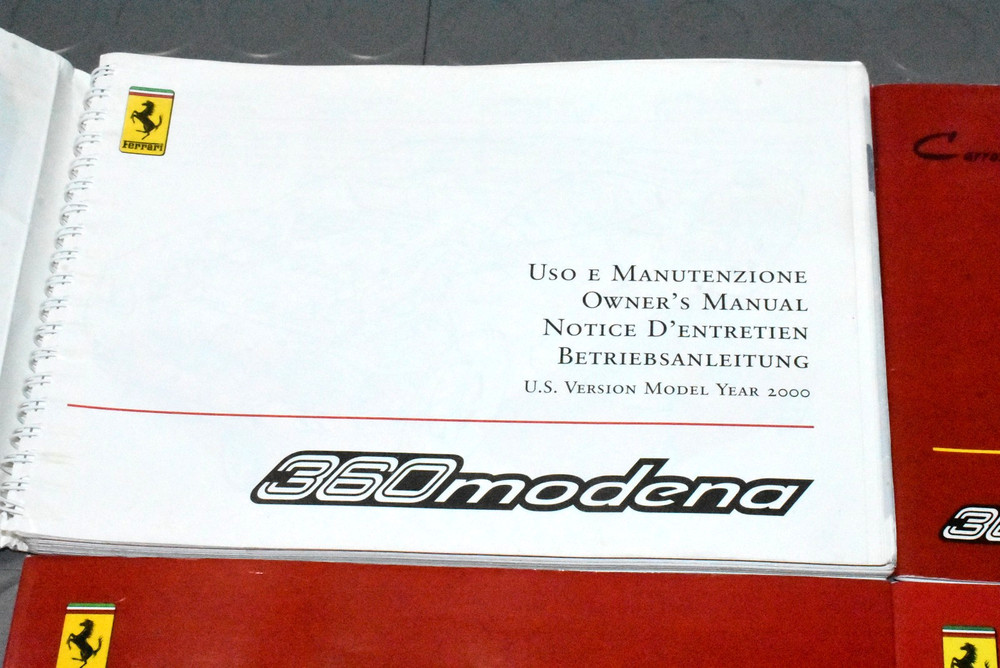 Ferrari
Uso e Manutenzione
Owner's Manual
Notice D'entretien
Betriebsanleitung
U.S. Version Model Year 2000
360modena